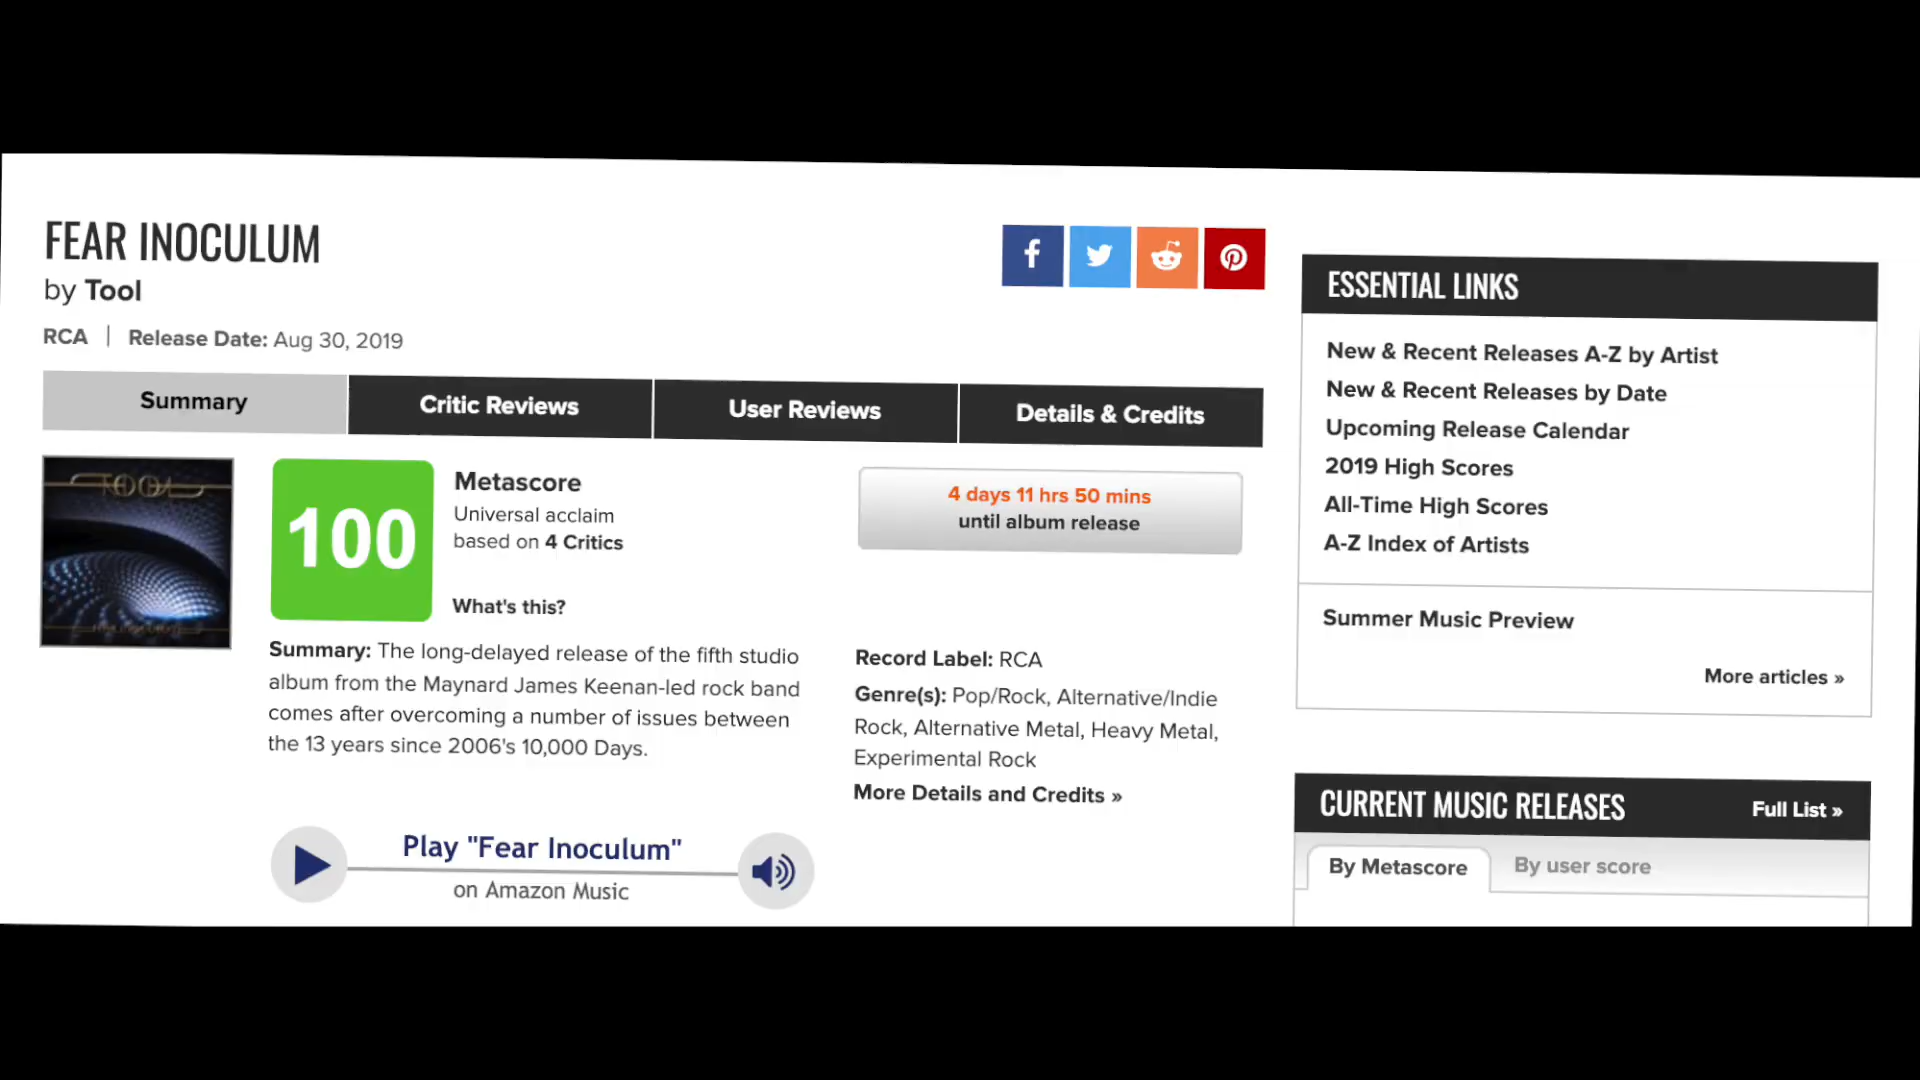 FEAR INOCULUM
by Tool
RCA | Release Date: Aug 30, 2019
Summary
Critic Reviews
User Reviews
Details & Credits
TOOL
100
Metascore
Universal acclaim
based on 4 Critics
What's this?
4 days 11 hrs 50 mins
until album release
Summary: The long-delayed release of the fifth studio
album from the Maynard James Keenan-led rock band
comes after overcoming a number of issues between
the 13 years since 2006's 10,000 Days.
Record Label: RCA
Genre(s): Pop/Rock, Alternative/Indie
Rock, Alternative Metal, Heavy Metal,
Experimental Rock
More Details and Credits »
Play "Fear Inoculum"
on Amazon Music
ESSENTIAL LINKS
New & Recent Releases A-Z by Artist
New & Recent Releases by Date
Upcoming Release Calendar
2019 High Scores
All-Time High Scores
A-Z Index of Artists
Summer Music Preview
More articles »
CURRENT MUSIC RELEASES
Full List »
By Metascore
By user score